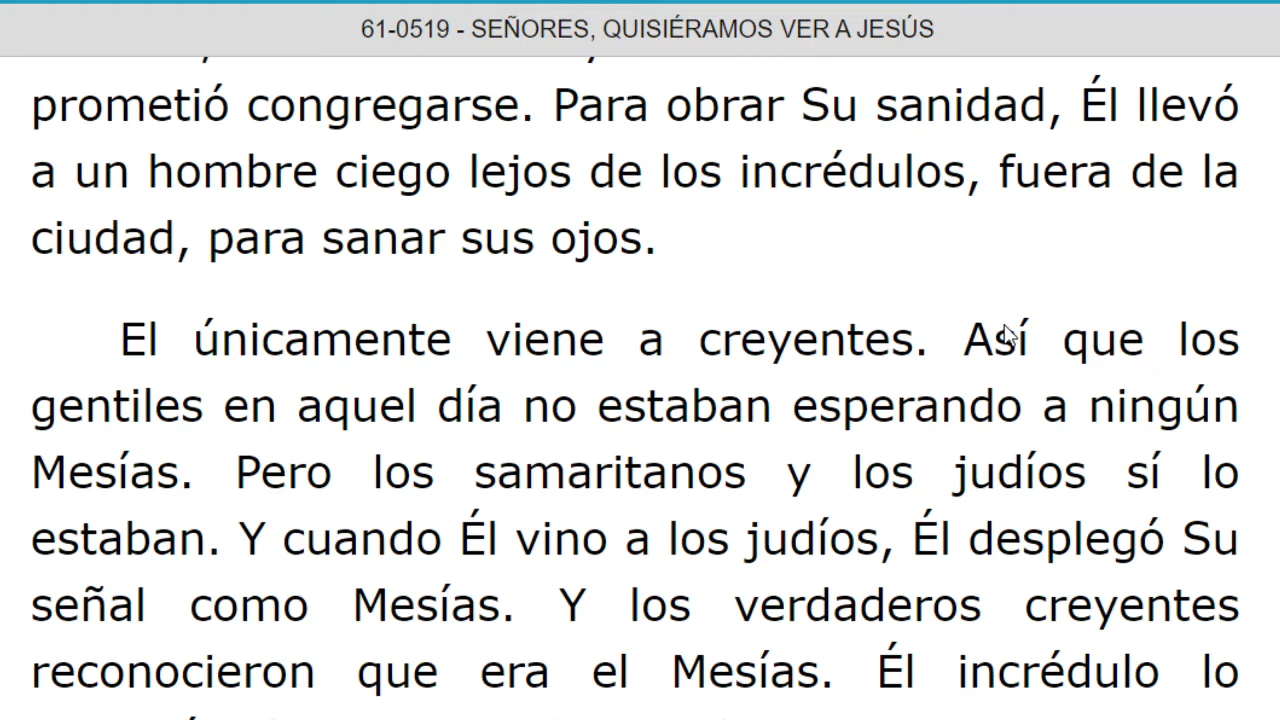 61-0519 - SEÑORES, QUISIÉRAMOS VER A JESÚS
prometió congregarse. Para obrar Su sanidad, Él llevó
a un hombre ciego lejos de los incrédulos, fuera de la
ciudad, para sanar sus ojos.
El únicamente viene a creyentes. Así que los
gentiles en aquel día no estaban esperando a ningún
Mesías. Pero los samaritanos y los judíos sí lo
estaban. Y cuando Él vino a los judíos, Él desplegó Su
señal como Mesías. Y los verdaderos creyentes
reconocieron que era el Mesías. Él incrédulo lo